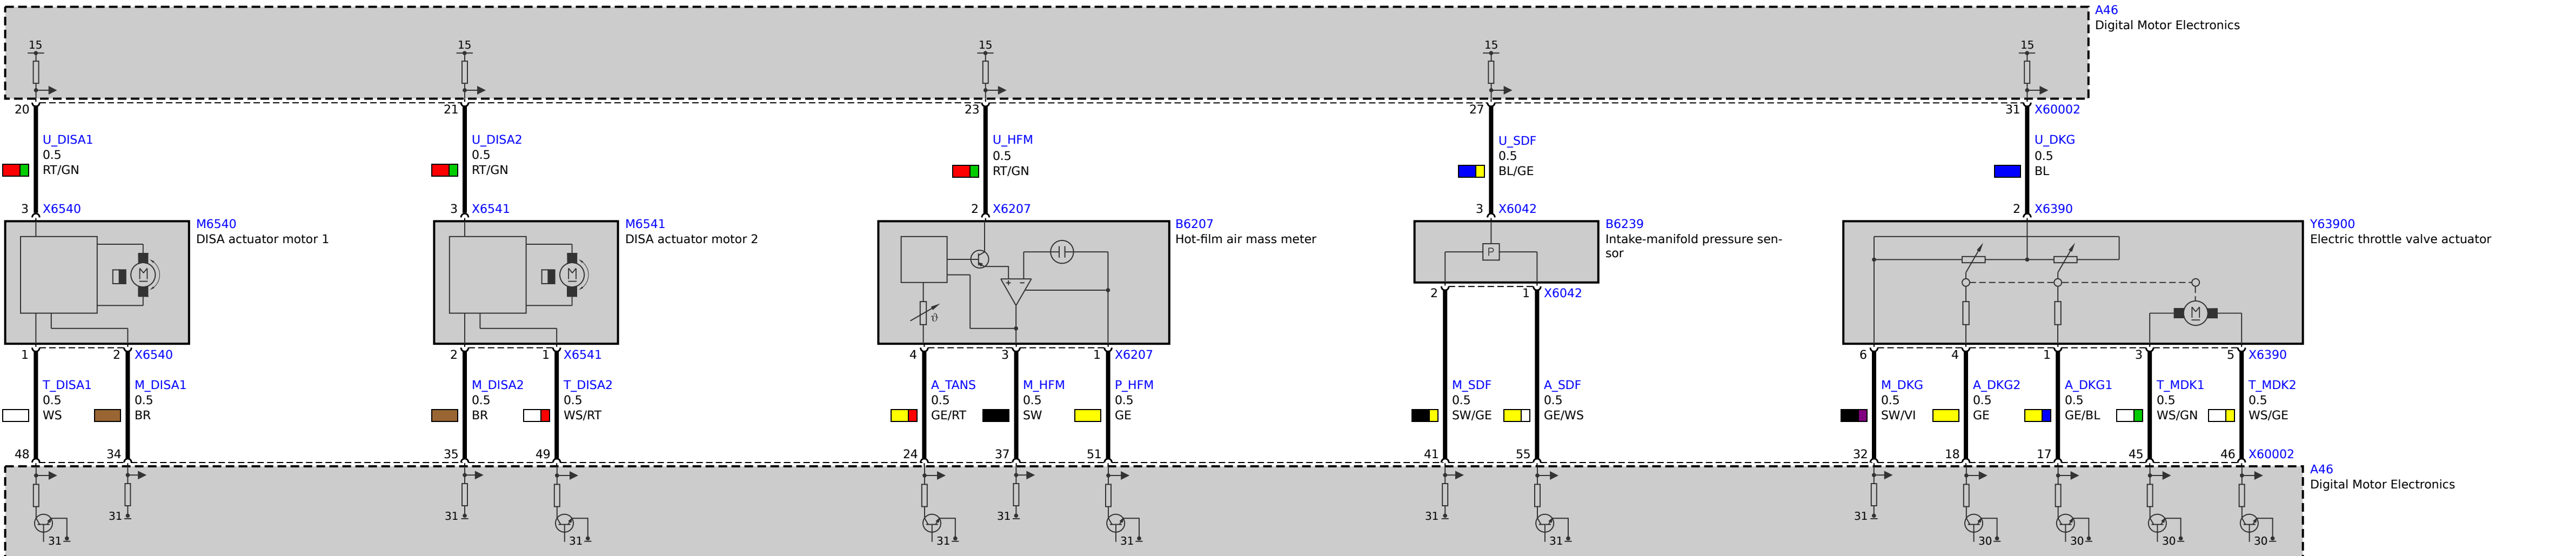 A46
Digital Motor Electronics
15
15
15
15
15
20
21
23
27
31
X60002
U_DISA1
0.5
RT/GN
U_DISA2
0.5
RT/GN
U_HFM
0.5
RT/GN
U_SDF
0.5
BL/GE
U_DKG
0.5
BL
3
X6540
3
X6541
2
X6207
3
X6042
2
X6390
M6540
DISA actuator motor 1
M
M6541
DISA actuator motor 2
M
B6207
Hot-film air mass meter
+ -
ϑ
B6239
Intake-manifold pressure sen-
sor
P
Y63900
Electric throttle valve actuator
M
2
1
X6042
1
2
X6540
2
1
X6541
4
3
1
X6207
6
4
1
3
5
X6390
T_DISA1
0.5
WS
M_DISA1
0.5
BR
M_DISA2
0.5
BR
T_DISA2
0.5
WS/RT
A_TANS
0.5
GE/RT
M_HFM
0.5
SW
P_HFM
0.5
GE
M_SDF
0.5
SW/GE
A_SDF
0.5
GE/WS
M_DKG
0.5
SW/VI
A_DKG2
0.5
GE
A_DKG1
0.5
GE/BL
T_MDK1
0.5
WS/GN
T_MDK2
0.5
WS/GE
48
34
35
49
24
37
51
41
55
32
18
17
45
46
X60002
A46
Digital Motor Electronics
31
31
31
31
31
31
31
31
31
31
30
30
30
30